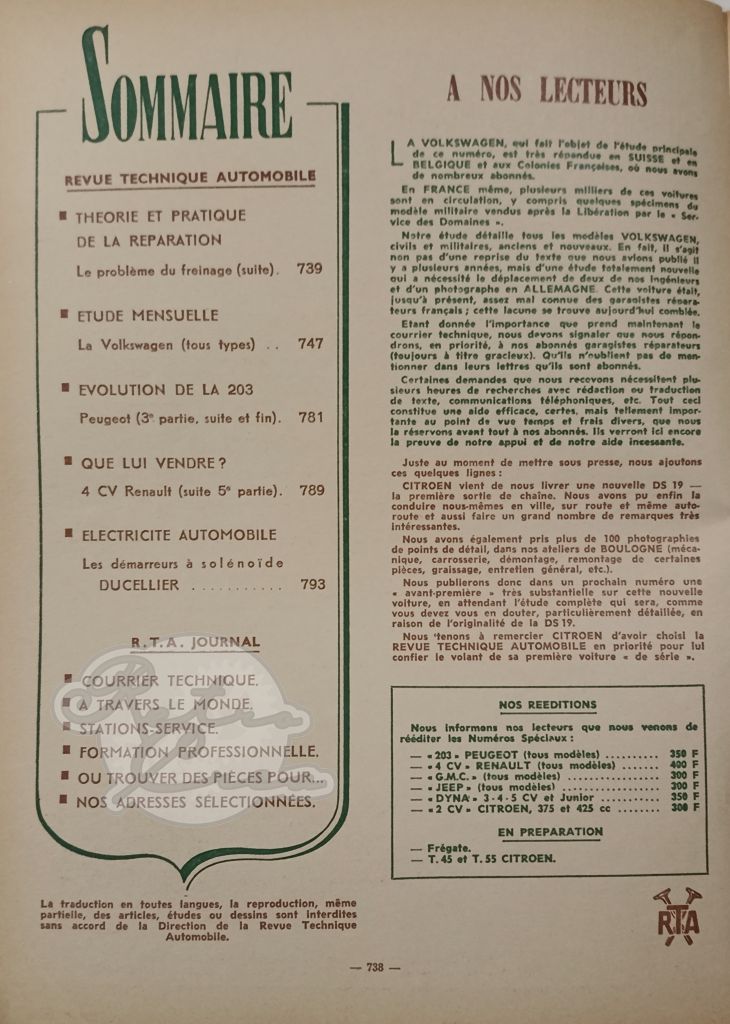 SOMMAIRE
REVUE TECHNIQUE AUTOMOBILE
■ THEORIE ET PRATIQUE
DE LA REPARATION
Le problème du freinage (suite). 739
■ ETUDE MENSUELLE
La Volkswagen (tous types) .. 747
■ EVOLUTION DE LA 203
Peugeot (3e partie, suite et fin). 781
■ QUE LUI VENDRE ?
4 CV Renault (suite 5e partie). 789
■ ELECTRICITE AUTOMOBILE
Les démarreurs à solénoïde
DUCELLIER ........... 793
R.T.A. JOURNAL
■ COURRIER TECHNIQUE.
■ A TRAVERS LE MONDE.
■ STATIONS-SERVICE.
■ FORMATION PROFESSIONNELLE.
■ OU TROUVER DES PIÈCES POUR...
■ NOS ADRESSES SÉLECTIONNÉES.
La traduction en toutes langues, la reproduction, même
partielle, des articles, études ou dessins sont interdites
sans accord de la Direction de la Revue Technique
Automobile.
A NOS LECTEURS
LA VOLKSWAGEN, qui fait l'objet de l'étude principale
de ce numéro, est très répandue en SUISSE et en
BELGIQUE et aux Colonies Françaises, où nous avons
de nombreux abonnés.
En FRANCE même, plusieurs milliers de ces voitures
sont en circulation, y compris quelques spécimens du
modèle militaire vendus après la Libération par le « Ser-
vice des Domaines ».
Notre étude détaille tous les modèles VOLKSWAGEN,
civils et militaires, anciens et nouveaux. En fait, il s'agit
non pas d'une reprise du texte que nous avions publié il
y a plusieurs années, mais d'une étude totalement nouvelle
qui a nécessité le déplacement de deux de nos ingénieurs
et d'un photographe en ALLEMAGNE. Cette voiture était,
jusqu'à présent, assez mal connue des garagistes répara-
teurs français ; cette lacune se trouve aujourd'hui comblée.
Etant donnée l'importance que prend maintenant le
courrier technique, nous devons signaler que nous répon-
drons, en priorité, à nos abonnés garagistes réparateurs
(toujours à titre gracieux). Qu'ils n'oublient pas de men-
tionner dans leurs lettres qu'ils sont abonnés.
Certaines demandes que nous recevons nécessitent plu-
sieurs heures de recherches avec rédaction ou traduction
de texte, communications téléphoniques, etc. Tout ceci
constitue une aide efficace, certes, mais tellement impor-
tante au point de vue temps et frais divers, que nous
la réservons avant tout à nos abonnés. Ils verront ici encore
la preuve de notre appui et de notre aide incessante.
Juste au moment de mettre sous presse, nous ajoutons
ces quelques lignes :
CITROEN vient de nous livrer une nouvelle DS 19 —
la première sortie de chaîne. Nous avons pu enfin la
conduire nous-mêmes en ville, sur route et même auto-
route et aussi faire un grand nombre de remarques très
intéressantes.
Nous avons également pris plus de 100 photographies
de points de détail, dans nos ateliers de BOULOGNE (méca-
nique, carrosserie, démontage, remontage de certaines
pièces, graissage, entretien général, etc.).
Nous publierons donc dans un prochain numéro une
« avant-première » très substantielle sur cette nouvelle
voiture, en attendant l'étude complète qui sera, comme
vous devez vous en douter, particulièrement détaillée, en
raison de l'originalité de la DS 19.
Nous tenons à remercier CITROEN d'avoir choisi la
REVUE TECHNIQUE AUTOMOBILE en priorité pour lui
confier le volant de sa première voiture « de série ».
NOS REEDITIONS
Nous informons nos lecteurs que nous venons de
rééditer les Numéros Spéciaux :
— « 203 » PEUGEOT (tous modèles) .......... 350 F
— « 4 CV » RENAULT (tous modèles) .......... 400 F
— « G.M.C. » (tous modèles) ................ 300 F
— « JEEP » (tous modèles) ................. 300 F
— « DYNA » 3-4-5 CV et Junior .......... 350 F
— « 2 CV » CITROEN, 375 et 425 cc ........ 300 F
EN PREPARATION
— Frégate.
— T. 45 et T. 55 CITROEN.
RTA
— 738 —